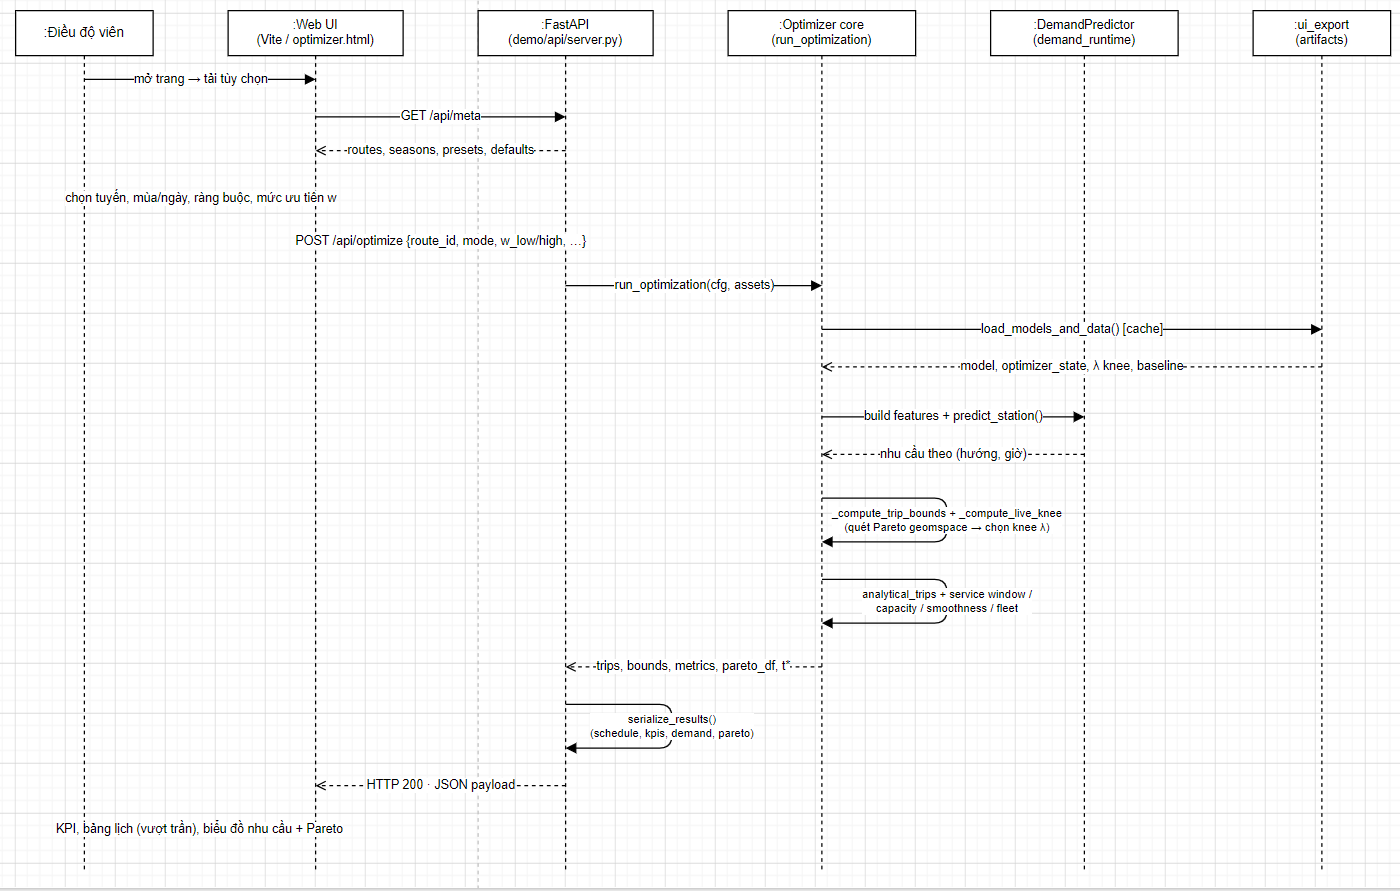 :Điều độ viên
:Web UI
(Vite / optimizer.html)
:FastAPI
(demo/api/server.py)
:Optimizer core
(run_optimization)
:DemandPredictor
(demand_runtime)
:ui_export
(artifacts)
mở trang → tải tùy chọn
GET /api/meta
routes, seasons, presets, defaults
chọn tuyến, mùa/ngày, ràng buộc, mức ưu tiên w
POST /api/optimize {route_id, mode, w_low/high, …}
run_optimization(cfg, assets)
load_models_and_data() [cache]
model, optimizer_state, λ knee, baseline
build features + predict_station()
nhu cầu theo (hướng, giờ)
_compute_trip_bounds + _compute_live_knee
(quét Pareto geomspace → chọn knee λ)
analytical_trips + service window /
capacity / smoothness / fleet
trips, bounds, metrics, pareto_df, t*
serialize_results()
(schedule, kpis, demand, pareto)
HTTP 200 · JSON payload
KPI, bảng lịch (vượt trần), biểu đồ nhu cầu + Pareto